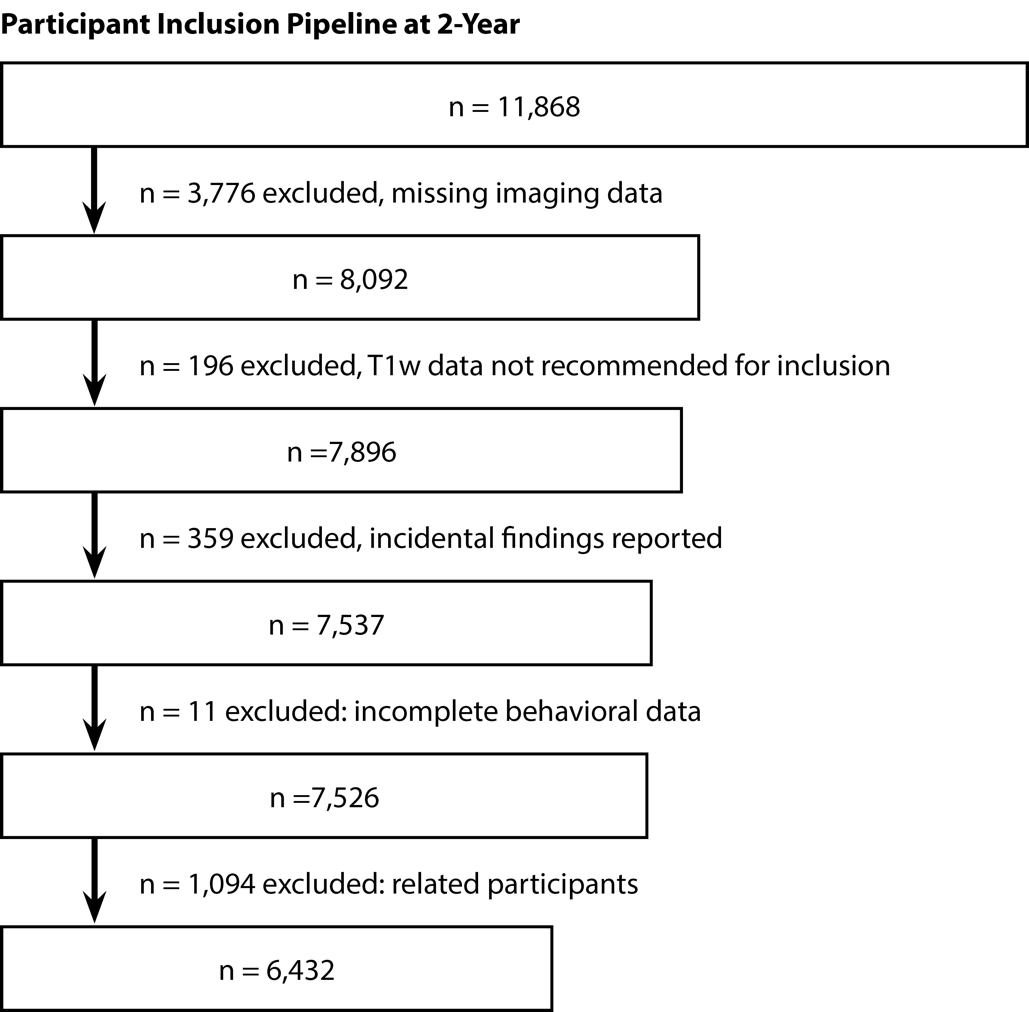 Participant Inclusion Pipeline at 2-Year
n = 11,868
n = 3,776 excluded, missing imaging data
n = 8,092
n = 196 excluded, T1w data not recommended for inclusion
n =7,896
n = 359 excluded, incidental findings reported
n = 7,537
n = 11 excluded: incomplete behavioral data
n =7,526
n = 1,094 excluded: related participants
n = 6,432